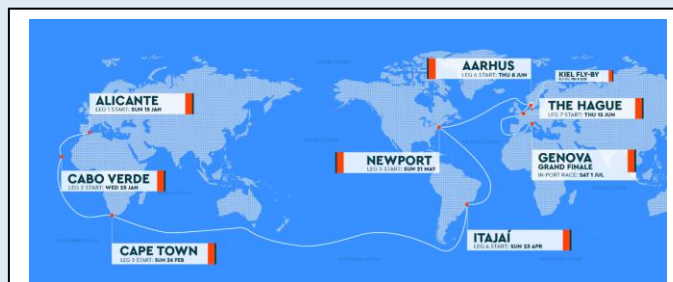 AARHUS
LEG 6 START: THU 8 JUN
KIEL FLY-BY
ALICANTE
LEG 1 START: SUN 15 JAN
THE HAGUE
LEG 7 START: THU 15 JUN
NEWPORT
LEG 5 START: SUN 21 MAY
GENOVA
GRAND FINALE
IN-PORT RACE: SAT 1 JUL
CABO VERDE
LEG 2 START: WED 25 JAN
ITAJAÍ
LEG 4 START: SUN 23 APR
CAPE TOWN
LEG 3 START: SUN 26 FEB